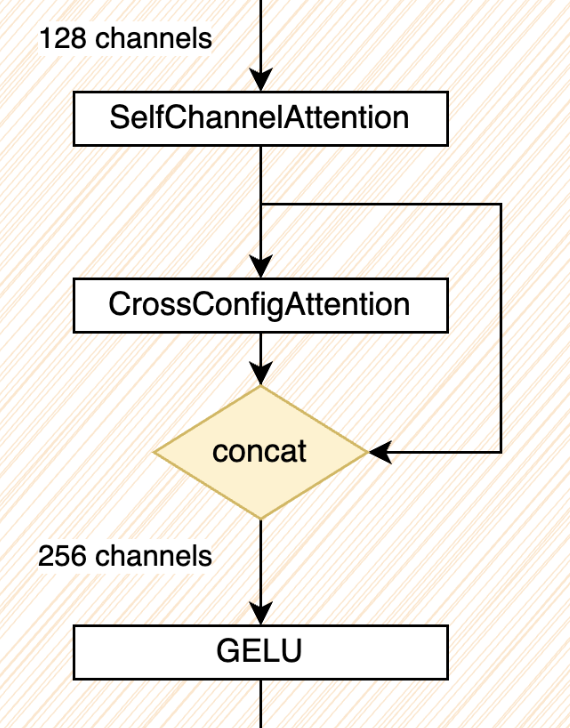 128 channels
SelfChannelAttention
CrossConfigAttention
concat
256 channels
GELU